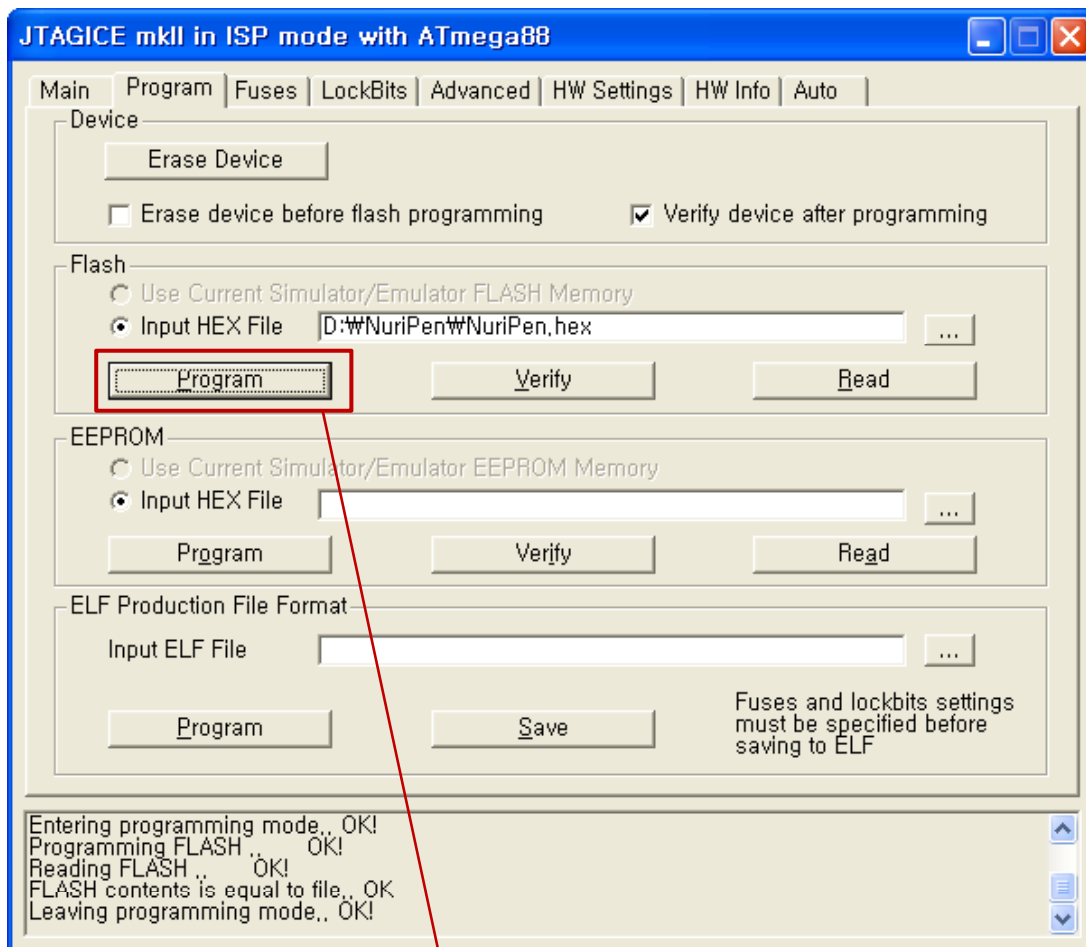 JTAGICE mkII in ISP mode with ATmega88
Main Program Fuses LockBits Advanced HW Settings HW Info Auto
Device
Erase Device
Erase device before flash programming Verify device after programming
Flash
Use Current Simulator/Emulator FLASH Memory
Input HEX File D:₩NuriPen₩NuriPen.hex ...
Program Verify Read
EEPROM
Use Current Simulator/Emulator EEPROM Memory
Input HEX File ...
Program Verify Read
ELF Production File Format
Input ELF File ...
Program Save Fuses and lockbits settings
must be specified before
saving to ELF
Entering programming mode.. OK!
Programming FLASH .. OK!
Reading FLASH .. OK!
FLASH contents is equal to file.. OK
Leaving programming mode.. OK!